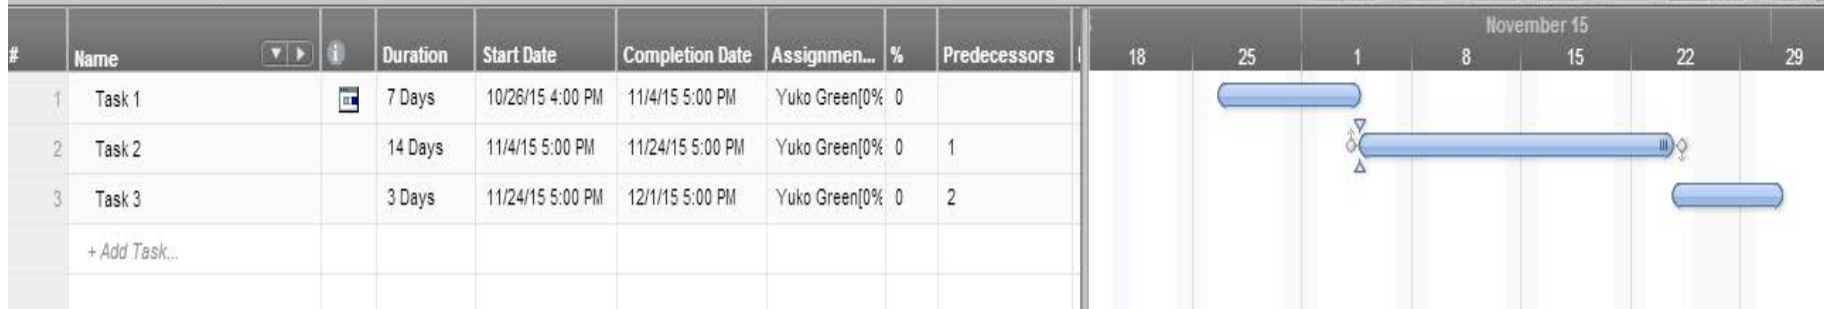 November 15
# Name i Duration Start Date Completion Date Assignmen... % Predecessors
18 25 1 8 15 22 29
1 Task 1 7 Days 10/26/15 4:00 PM 11/4/15 5:00 PM Yuko Green[0% 0
2 Task 2 14 Days 11/4/15 5:00 PM 11/24/15 5:00 PM Yuko Green[0% 0 1
3 Task 3 3 Days 11/24/15 5:00 PM 12/1/15 5:00 PM Yuko Green[0% 0 2
+ Add Task...